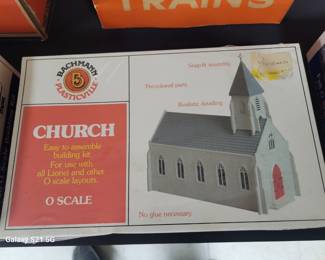 TRAINS
BACHMANN
PLASTICVILLE
CHURCH
Easy to assemble
building kit.
For use with
all Lionel and other
O scale layouts.
O SCALE
Snap-fit assembly.
Pre-colored parts.
Realistic detailing.
No glue necessary.
Galaxy S21 5G